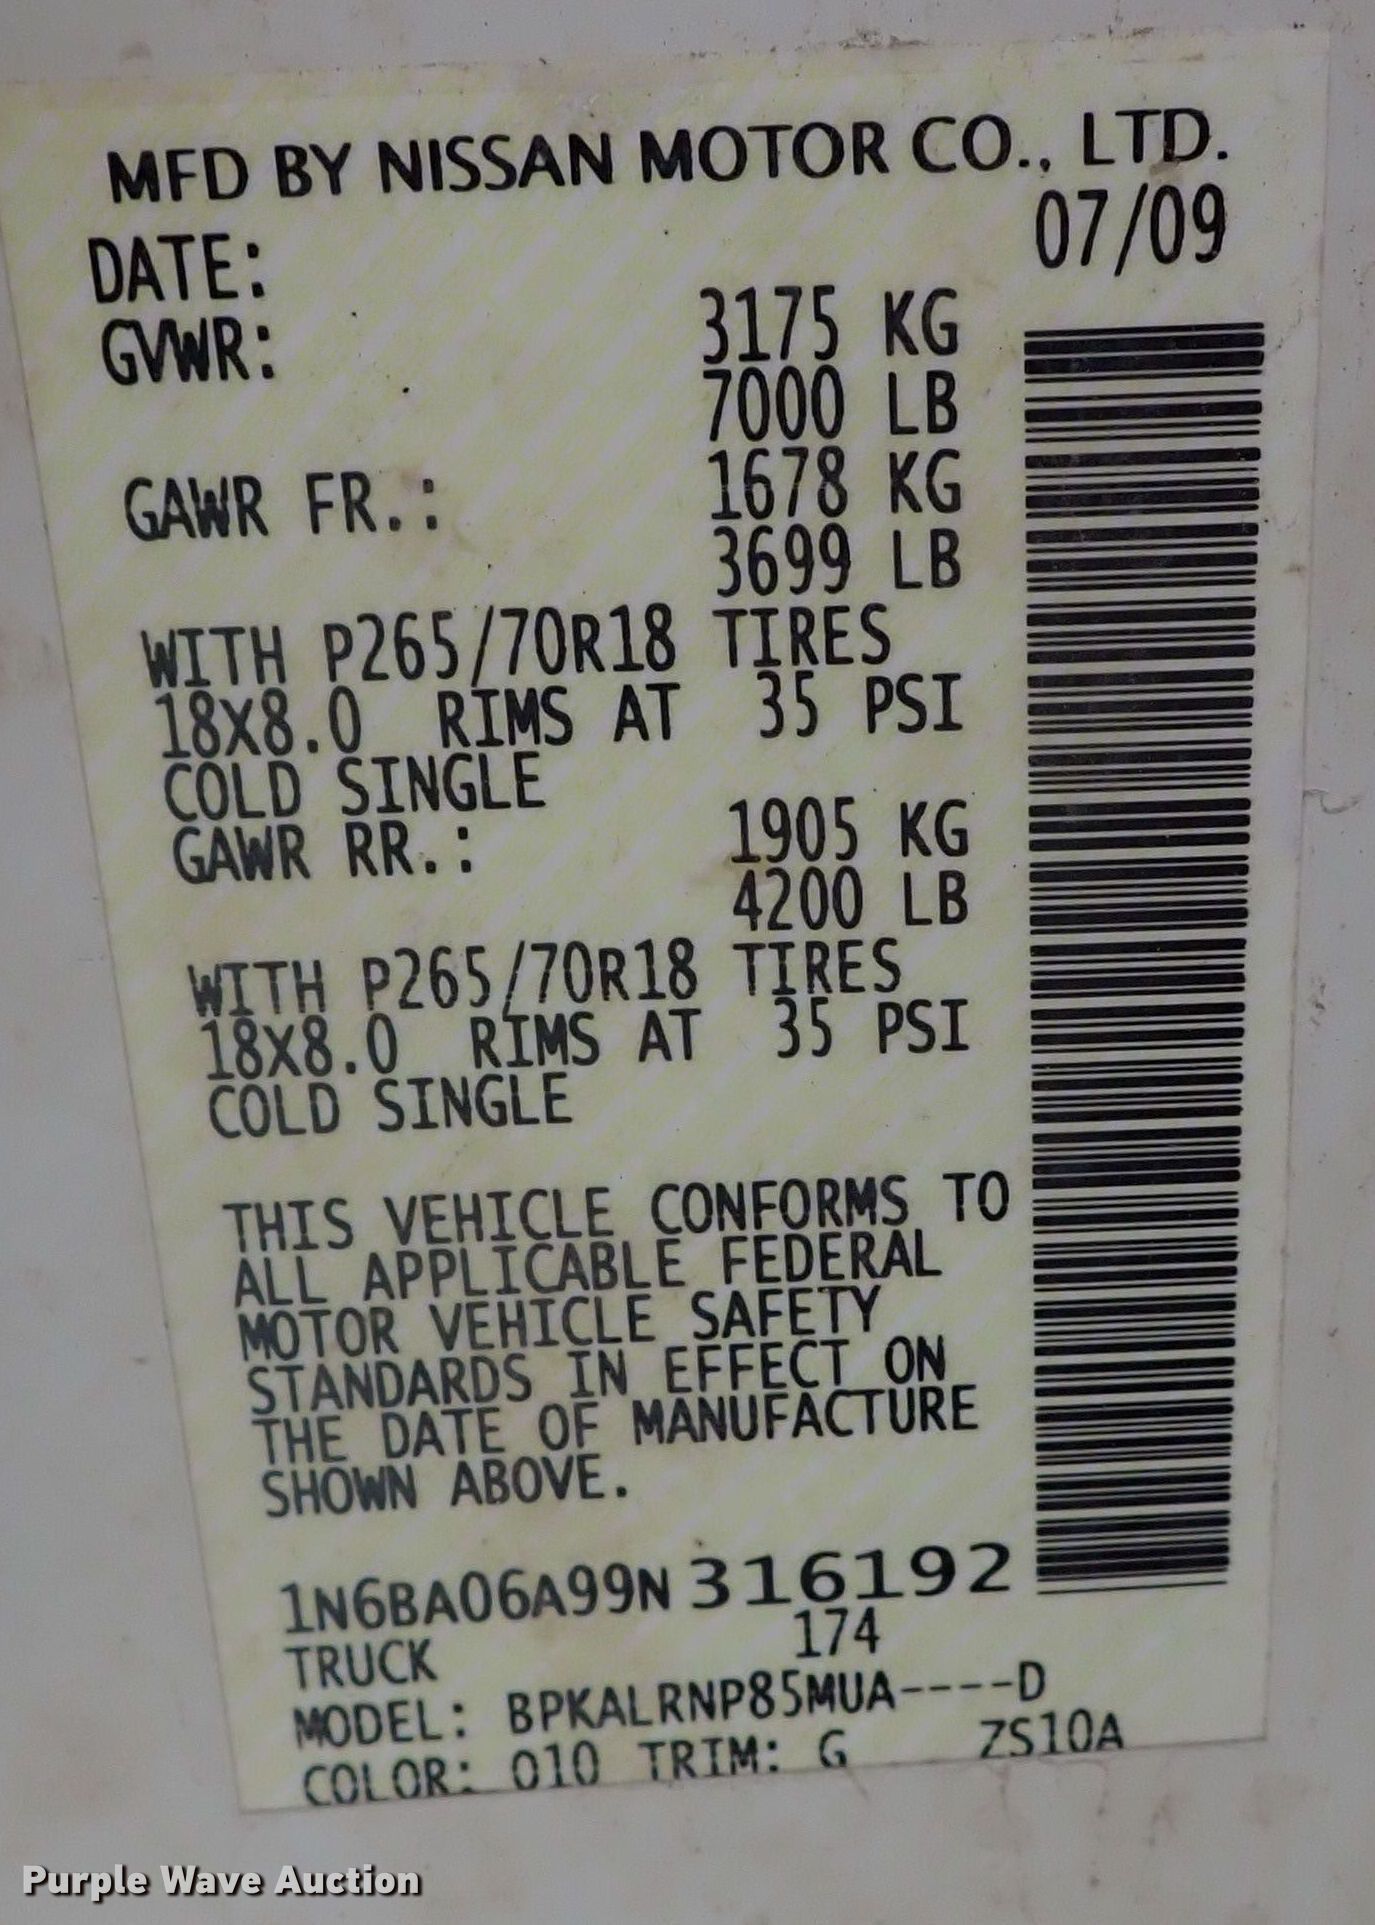 MFD BY NISSAN MOTOR CO., LTD.
DATE: 07/09
GVWR: 3175 KG
7000 LB
GAWR FR.: 1678 KG
3699 LB
WITH P265/70R18 TIRES
18X8.0 RIMS AT 35 PSI
COLD SINGLE
GAWR RR.: 1905 KG
4200 LB
WITH P265/70R18 TIRES
18X8.0 RIMS AT 35 PSI
COLD SINGLE
THIS VEHICLE CONFORMS TO
ALL APPLICABLE FEDERAL
MOTOR VEHICLE SAFETY
STANDARDS IN EFFECT ON
THE DATE OF MANUFACTURE
SHOWN ABOVE.
1N6BA06A99N316192
TRUCK 174
MODEL: BPKALRNP85MUA----D
COLOR: 010 TRIM: G ZS10A
Purple Wave Auction